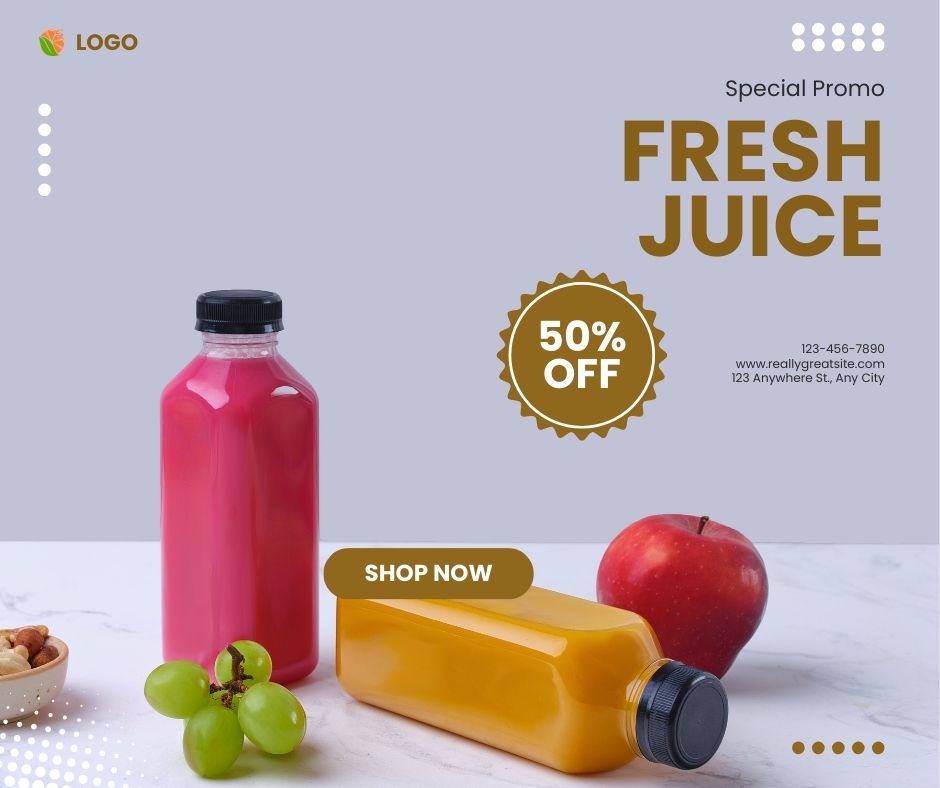 LOGO
Special Promo
FRESH
JUICE
50%
OFF
123-456-7890
www.reallygreatsite.com
123 Anywhere St., Any City
SHOP NOW